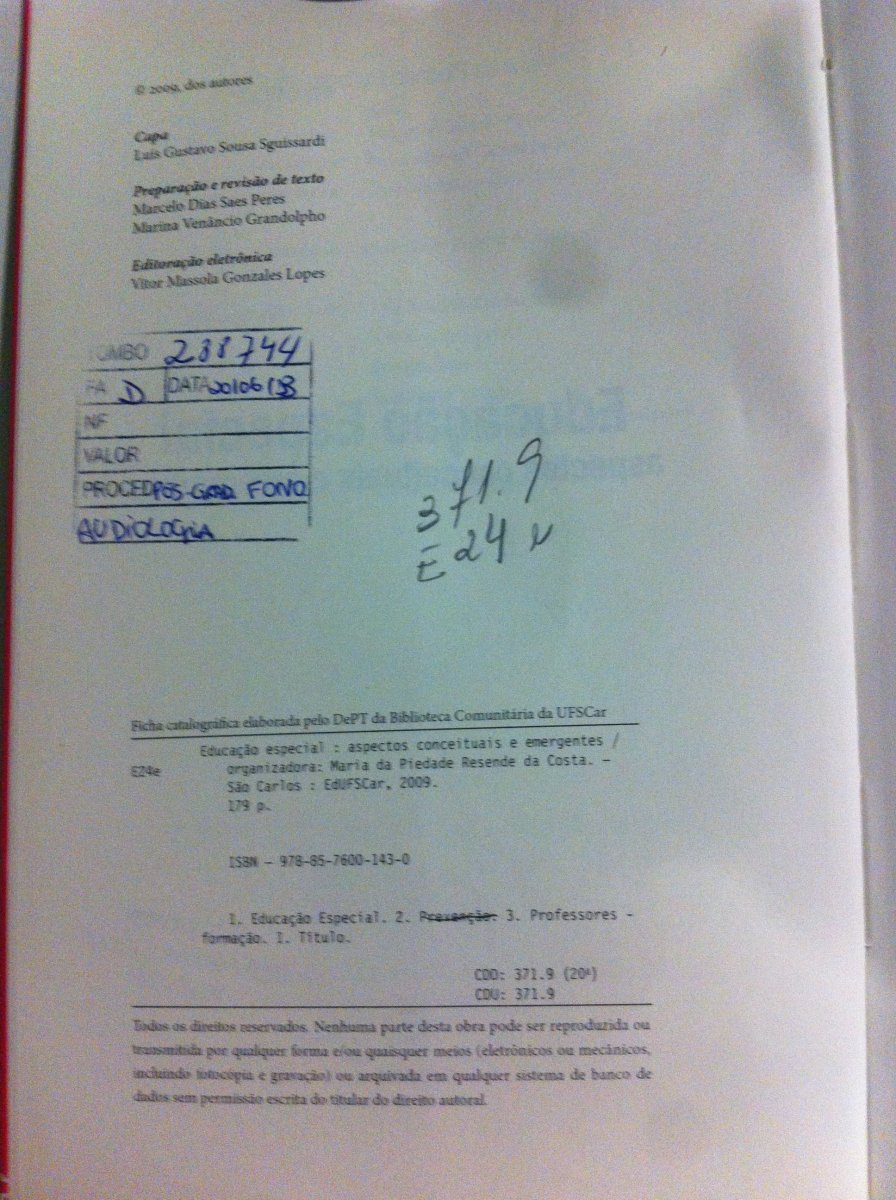 © 2009, dos autores
Capa
Luís Gustavo Sousa Sguissardi
Preparação e revisão de texto
Marcelo Dias Saes Peres
Marina Venâncio Grandolpho
Editoração eletrônica
Vitor Massola Gonzales Lopes
TOMBO 238744
FA D DATA 20/06/13
NF
VALOR
PROCED PÓS-GRAD. FONO
AUDIOLOGIA
371.9
E24
Ficha catalográfica elaborada pelo DePT da Biblioteca Comunitária da UFSCar
Educação especial : aspectos conceituais e emergentes /
E24e organizadora: Maria da Piedade Resende da Costa. –
São Carlos : EdUFSCar, 2009.
179 p.
ISBN – 978-85-7600-143-0
1. Educação Especial. 2. Prevenção. 3. Professores -
formação. I. Título.
CDD: 371.9 (20ª)
CDU: 371.9
Todos os direitos reservados. Nenhuma parte desta obra pode ser reproduzida ou
transmitida por qualquer forma e/ou quaisquer meios (eletrônicos ou mecânicos,
incluindo fotocópia e gravação) ou arquivada em qualquer sistema de banco de
dados sem permissão escrita do titular do direito autoral.